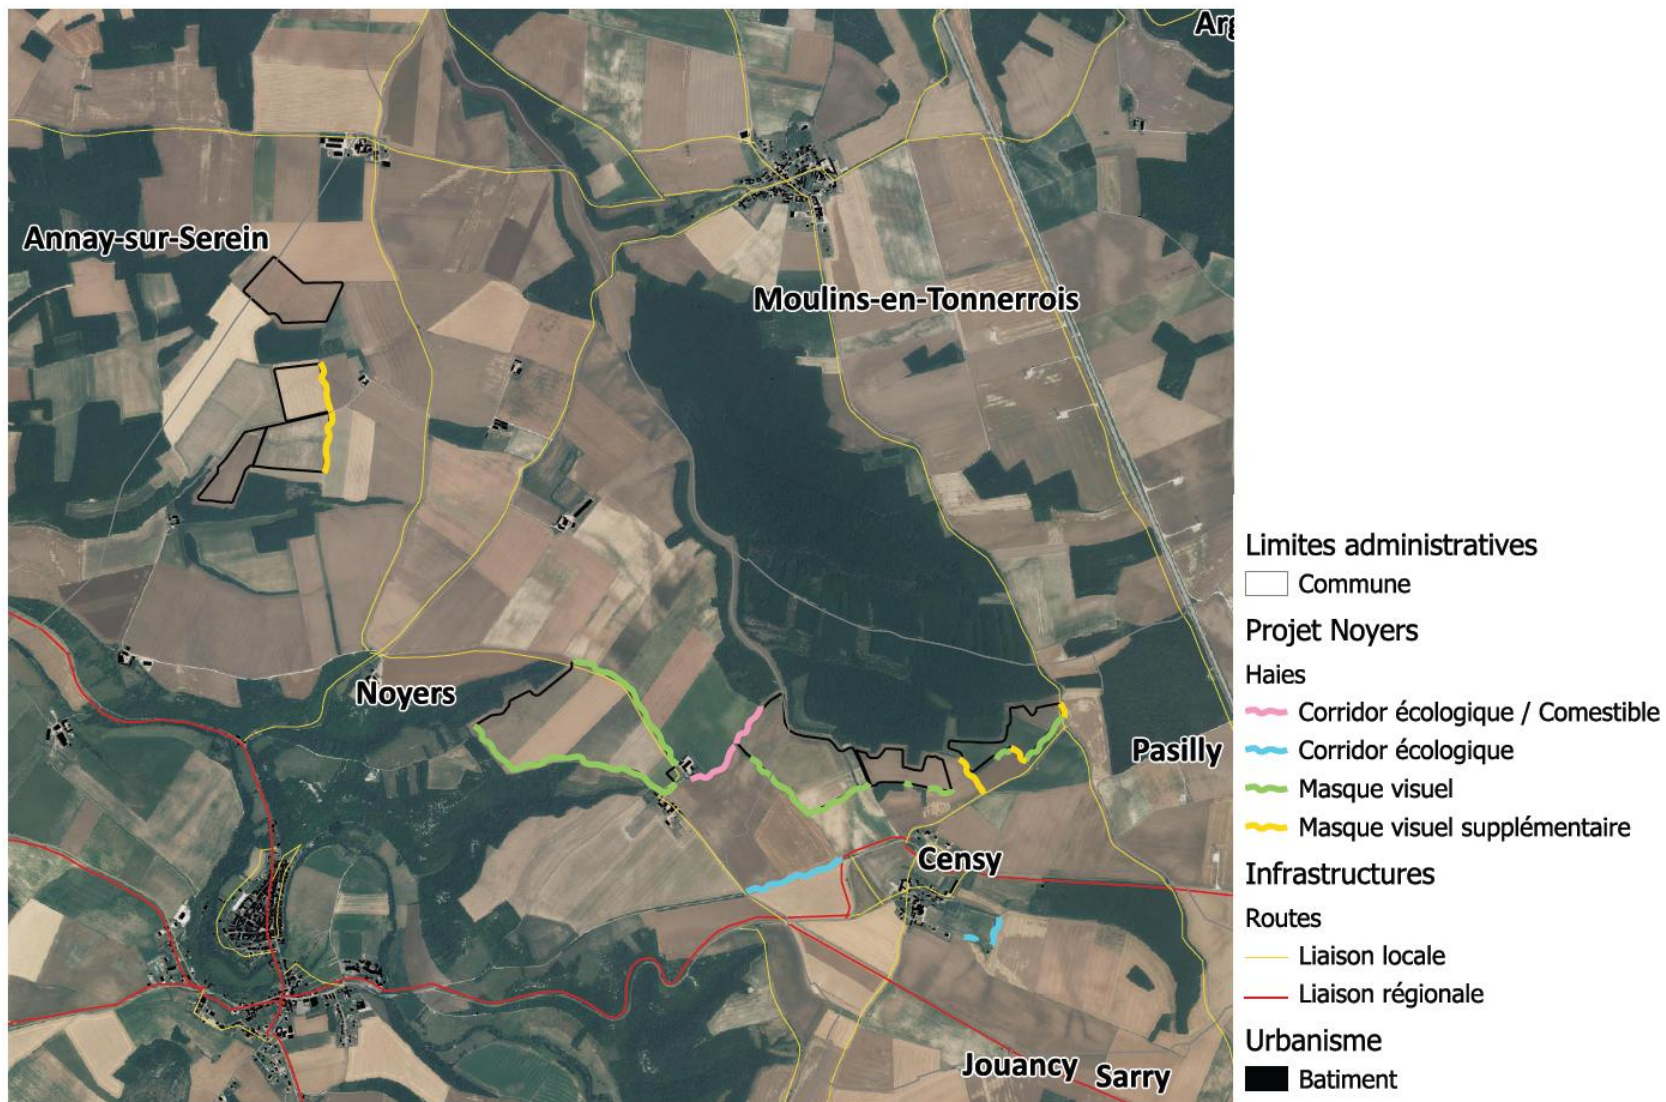 Annay-sur-Serein
Moulins-en-Tonnerrois
Noyers
Pasilly
Censy
Jouancy
Sarry
Limites administratives
Commune
Projet Noyers
Haies
Corridor écologique / Comestible
Corridor écologique
Masque visuel
Masque visuel supplémentaire
Infrastructures
Routes
Liaison locale
Liaison régionale
Urbanisme
Batiment